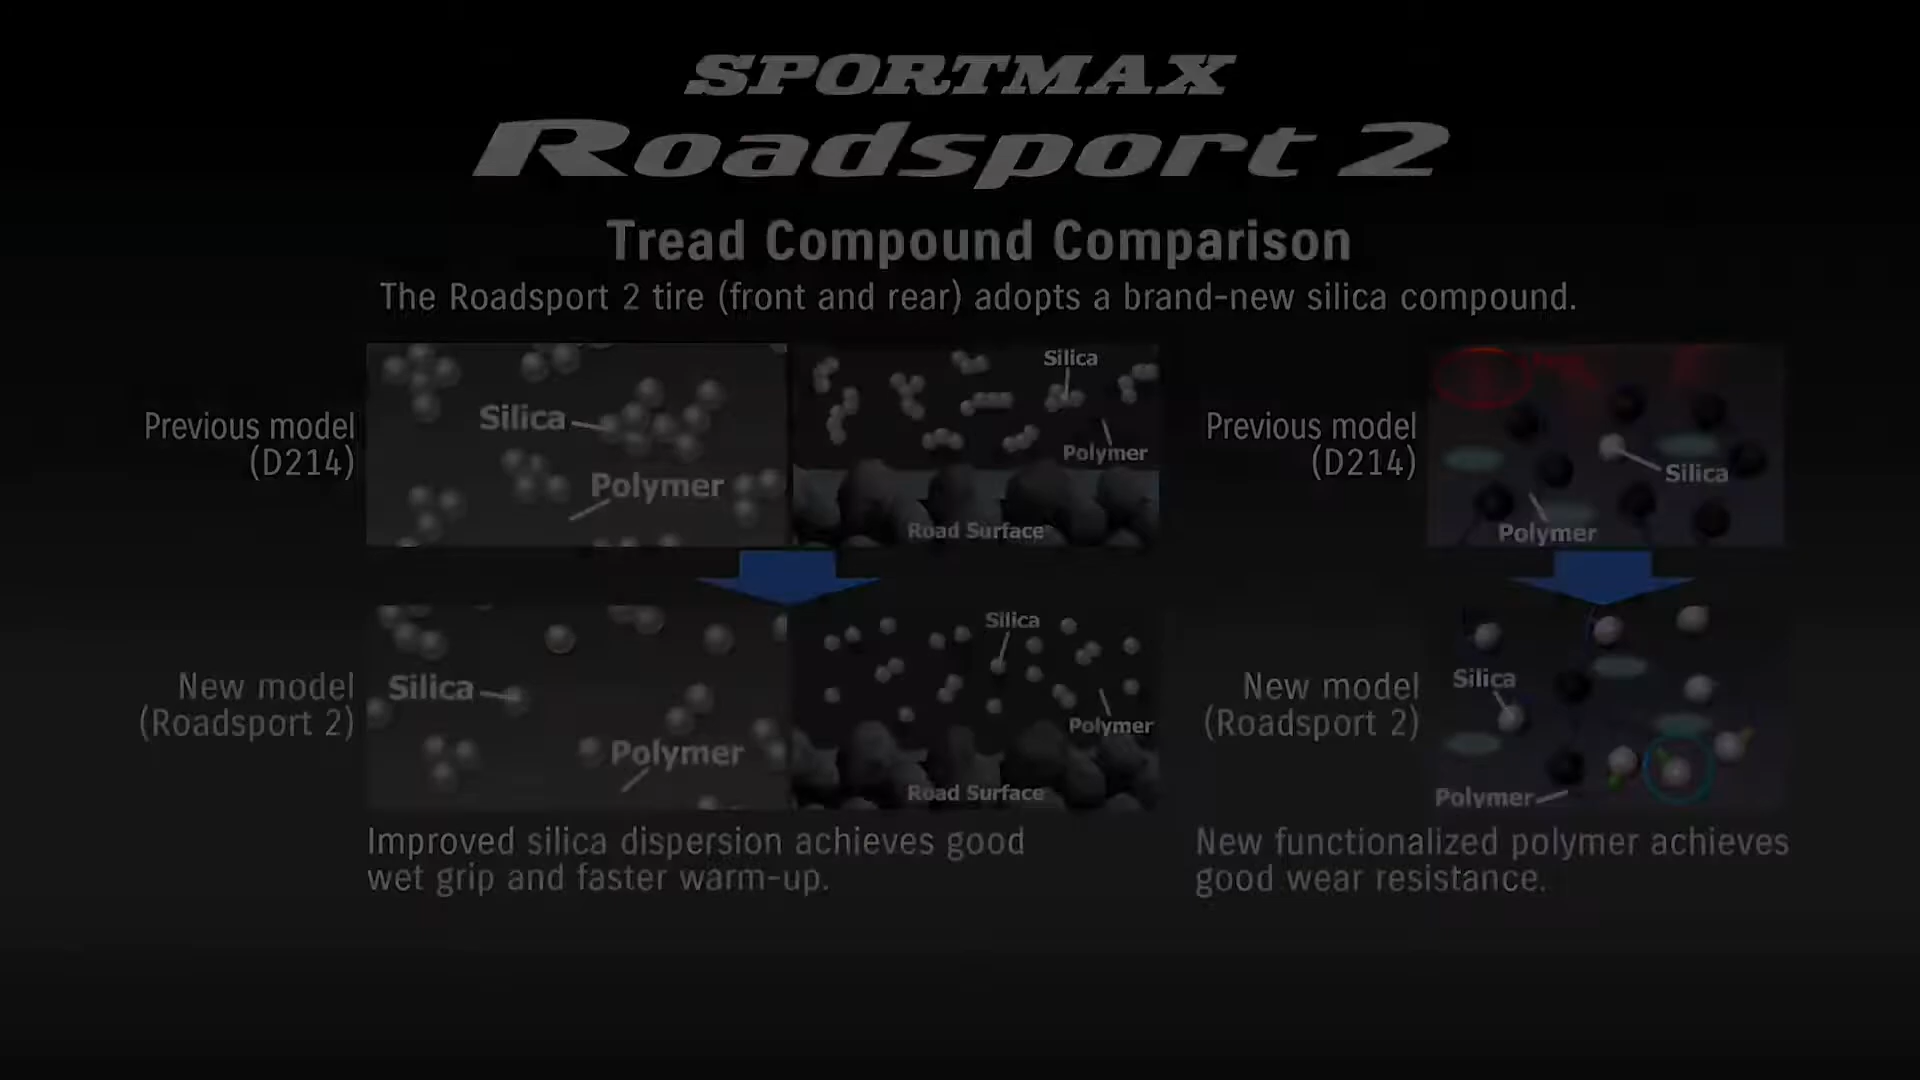 SPORTMAX
Roadsport 2
Tread Compound Comparison
The Roadsport 2 tire (front and rear) adopts a brand-new silica compound.
Previous model
(D214)
Silica
Polymer
Silica
Polymer
Road Surface
Previous model
(D214)
Silica
Polymer
New model
(Roadsport 2)
Silica
Polymer
Silica
Polymer
Road Surface
New model
(Roadsport 2)
Silica
Polymer
Improved silica dispersion achieves good
wet grip and faster warm-up.
New functionalized polymer achieves
good wear resistance.